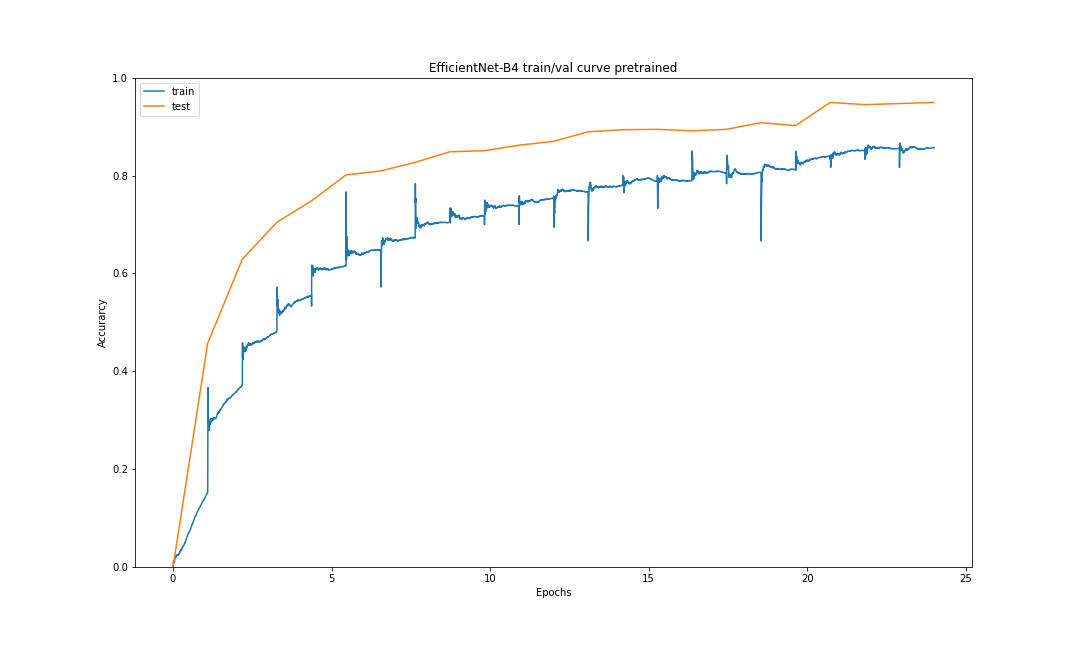 EfficientNet-B4 train/val curve pretrained
1.0
train
test
0.8
0.6
Accurarcy
0.4
0.2
0.0
0 5 10 15 20 25
Epochs